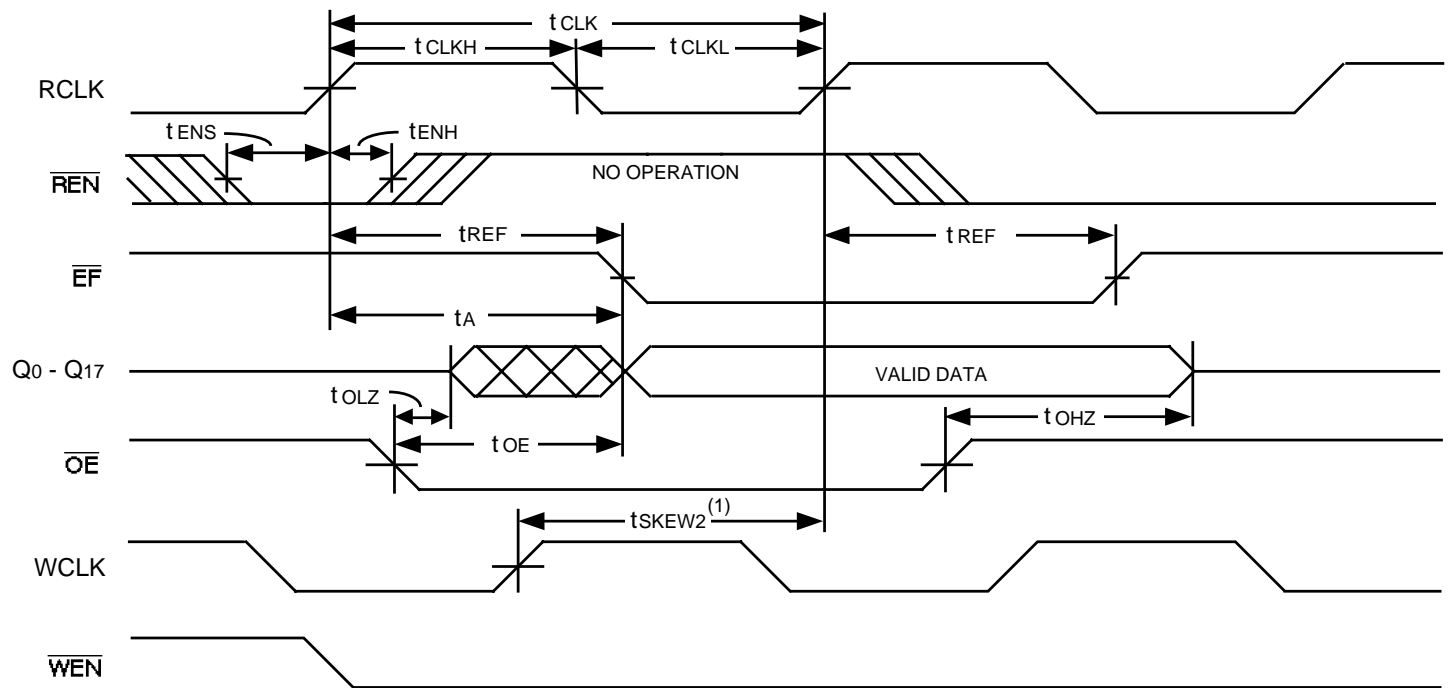 tCLK
tCLKH tCLKL
RCLK
tENS tENH
REN NO OPERATION
tREF tREF
EF
tA
Q0 - Q17 VALID DATA
tOLZ tOHZ
tOE
OE
tSKEW2(1)
WCLK
WEN